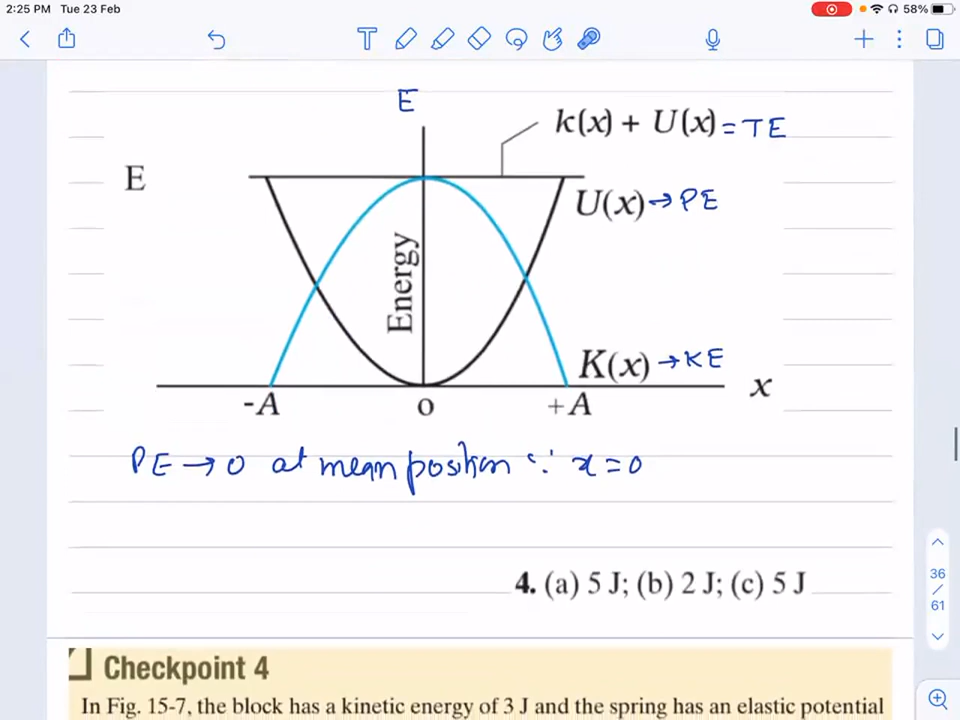 2:25 PM Tue 23 Feb
58%
E
k(x) + U(x) = TE
E
U(x) → PE
Energy
K(x) → KE
x
-A
o
+A
PE → 0 at mean position ∵ x = 0
36
/
61
4. (a) 5 J; (b) 2 J; (c) 5 J
Checkpoint 4
In Fig. 15-7, the block has a kinetic energy of 3 J and the spring has an elastic potential